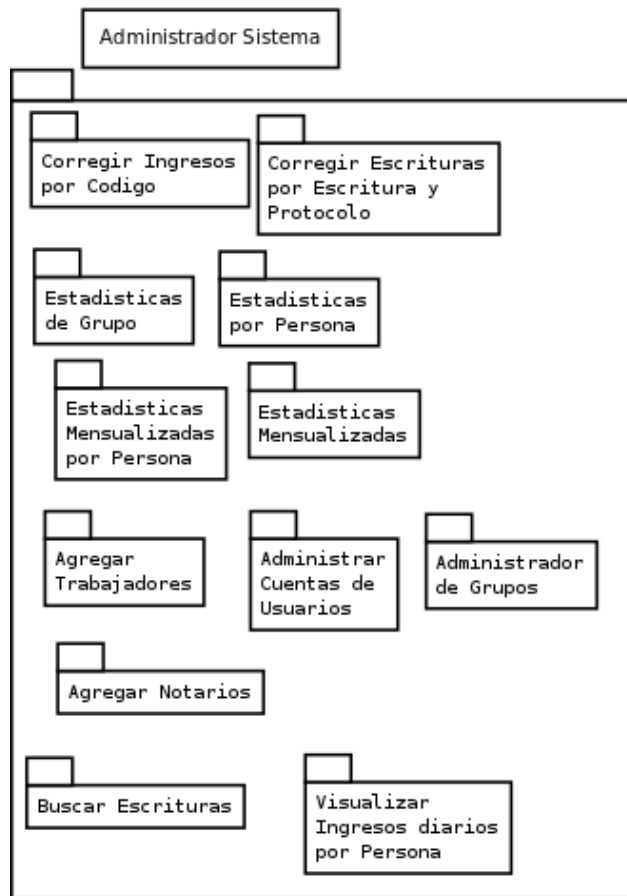 Administrador Sistema
Corregir Ingresos
por Codigo
Corregir Escrituras
por Escritura y
Protocolo
Estadisticas
de Grupo
Estadisticas
por Persona
Estadisticas
Mensualizadas
por Persona
Estadisticas
Mensualizadas
Agregar
Trabajadores
Administrar
Cuentas de
Usuarios
Administrador
de Grupos
Agregar Notarios
Buscar Escrituras
Visualizar
Ingresos diarios
por Persona